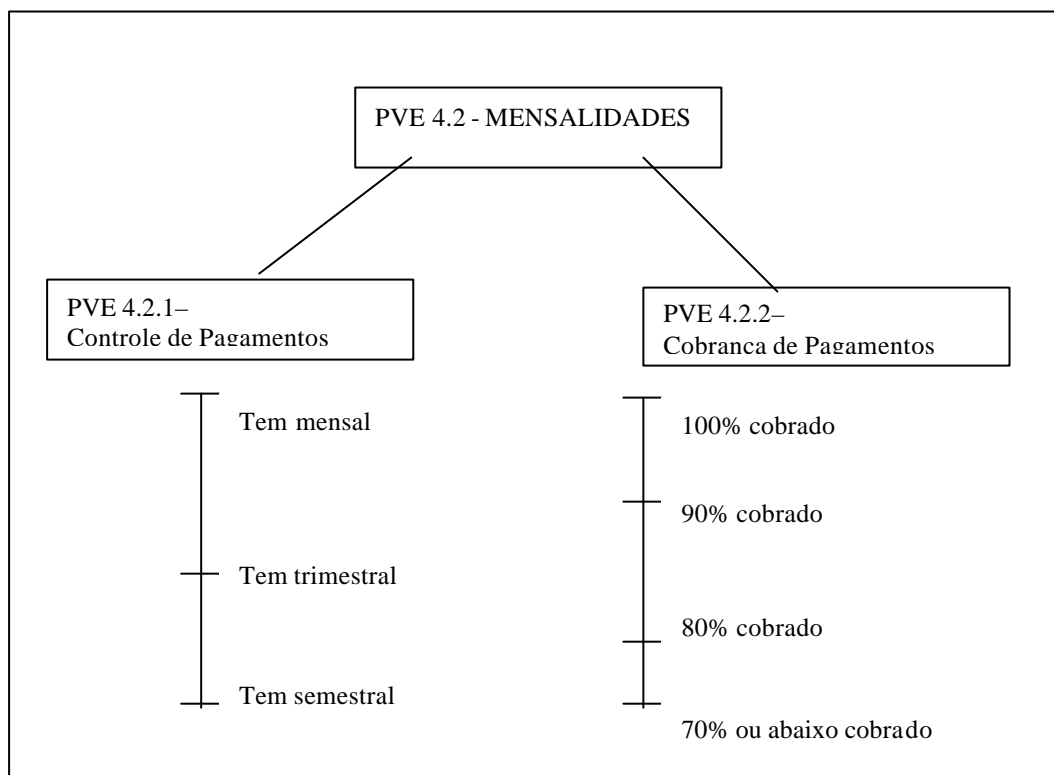 PVE 4.2 - MENSALIDADES
PVE 4.2.1–
Controle de Pagamentos
PVE 4.2.2–
Cobrança de Pagamentos
Tem mensal
Tem trimestral
Tem semestral
100% cobrado
90% cobrado
80% cobrado
70% ou abaixo cobrado